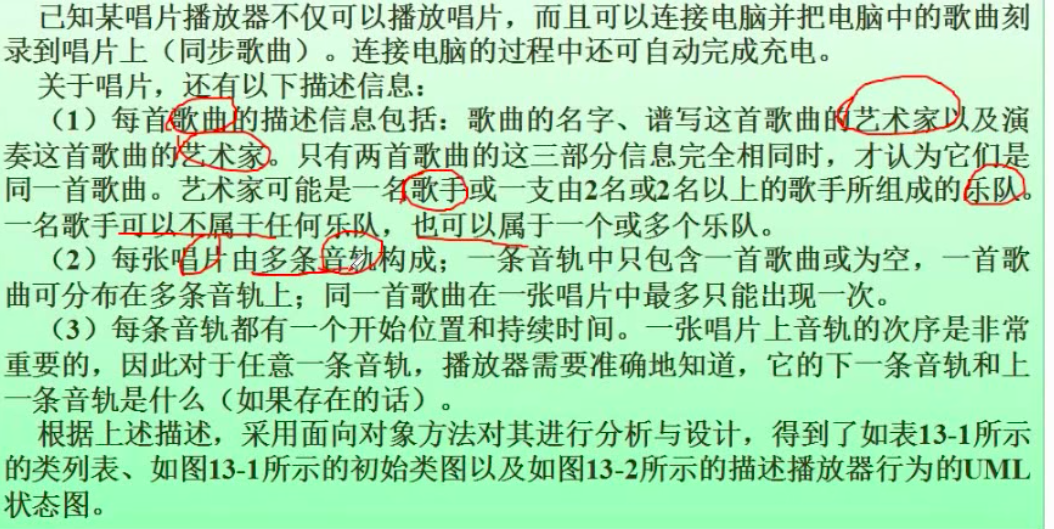 已知某唱片播放器不仅可以播放唱片，而且可以连接电脑并把电脑中的歌曲刻
录到唱片上（同步歌曲）。连接电脑的过程中还可自动完成充电。
关于唱片，还有以下描述信息：
（1）每首歌曲的描述信息包括：歌曲的名字、谱写这首歌曲的艺术家以及演
奏这首歌曲的艺术家。只有两首歌曲的这三部分信息完全相同时，才认为它们是
同一首歌曲。艺术家可能是一名歌手或一支由2名或2名以上的歌手所组成的乐队。
一名歌手可以不属于任何乐队，也可以属于一个或多个乐队。
（2）每张唱片由多条音轨构成；一条音轨中只包含一首歌曲或为空，一首歌
曲可分布在多条音轨上；同一首歌曲在一张唱片中最多只能出现一次。
（3）每条音轨都有一个开始位置和持续时间。一张唱片上音轨的次序是非常
重要的，因此对于任意一条音轨，播放器需要准确地知道，它的下一条音轨和上
一条音轨是什么（如果存在的话）。
根据上述描述，采用面向对象方法对其进行分析与设计，得到了如表13-1所示
的类列表、如图13-1所示的初始类图以及如图13-2所示的描述播放器行为的UML
状态图。